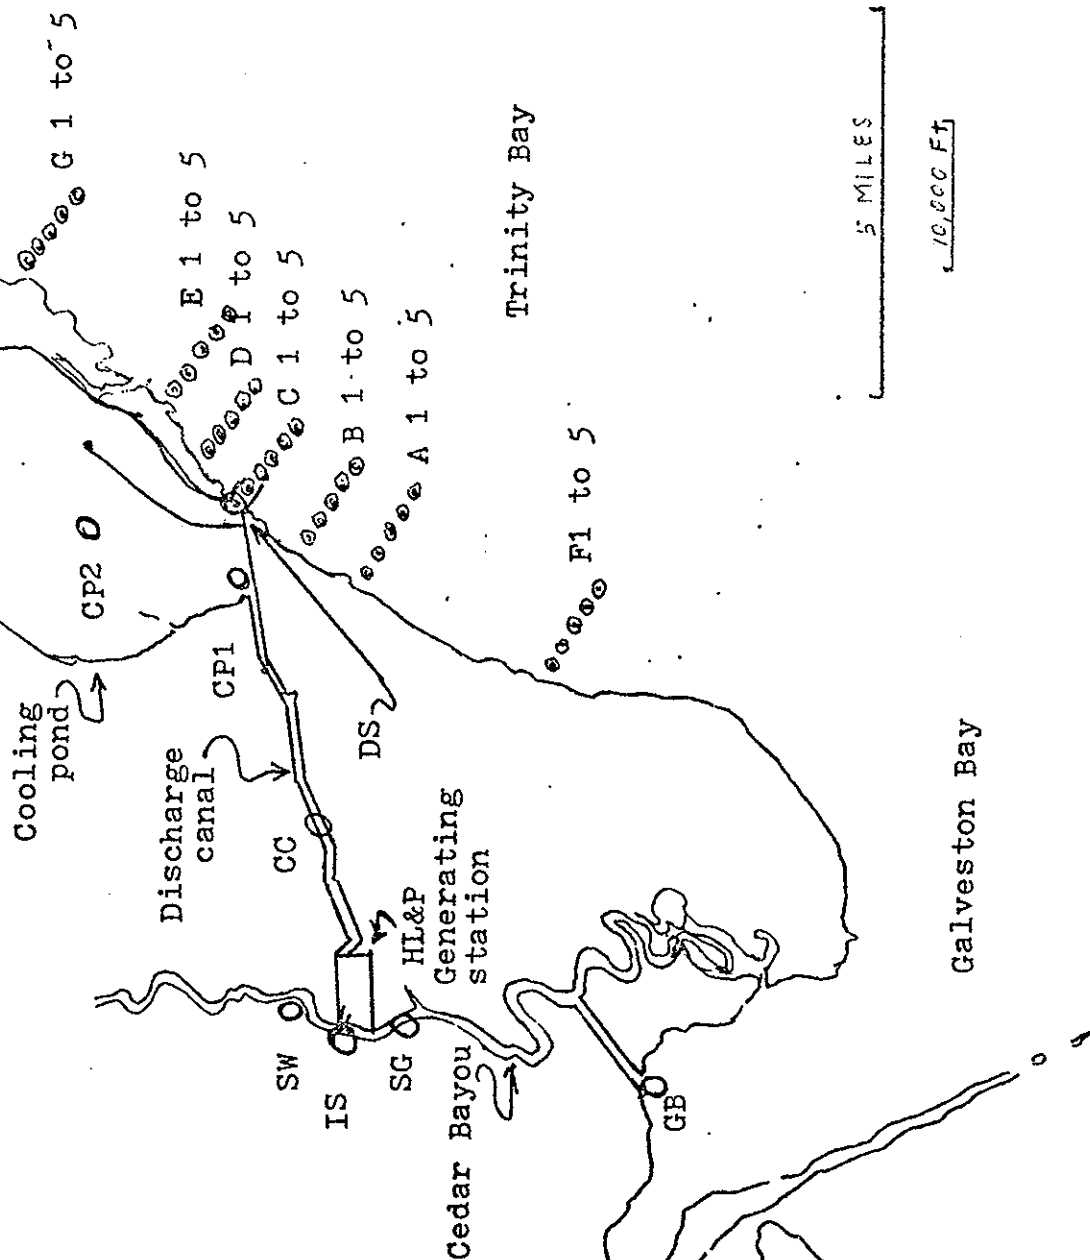 G 1 to 5
E 1 to 5
D 1 to 5
C 1 to 5
B 1 to 5
A 1 to 5
F1 to 5
Trinity Bay
5 MILES
10,000 Ft.
Cooling
pond
CP2
CP1
Discharge
canal
DS
CC
HL&P
Generating
station
SW
IS
SG
Cedar Bayou
GB
Galveston Bay